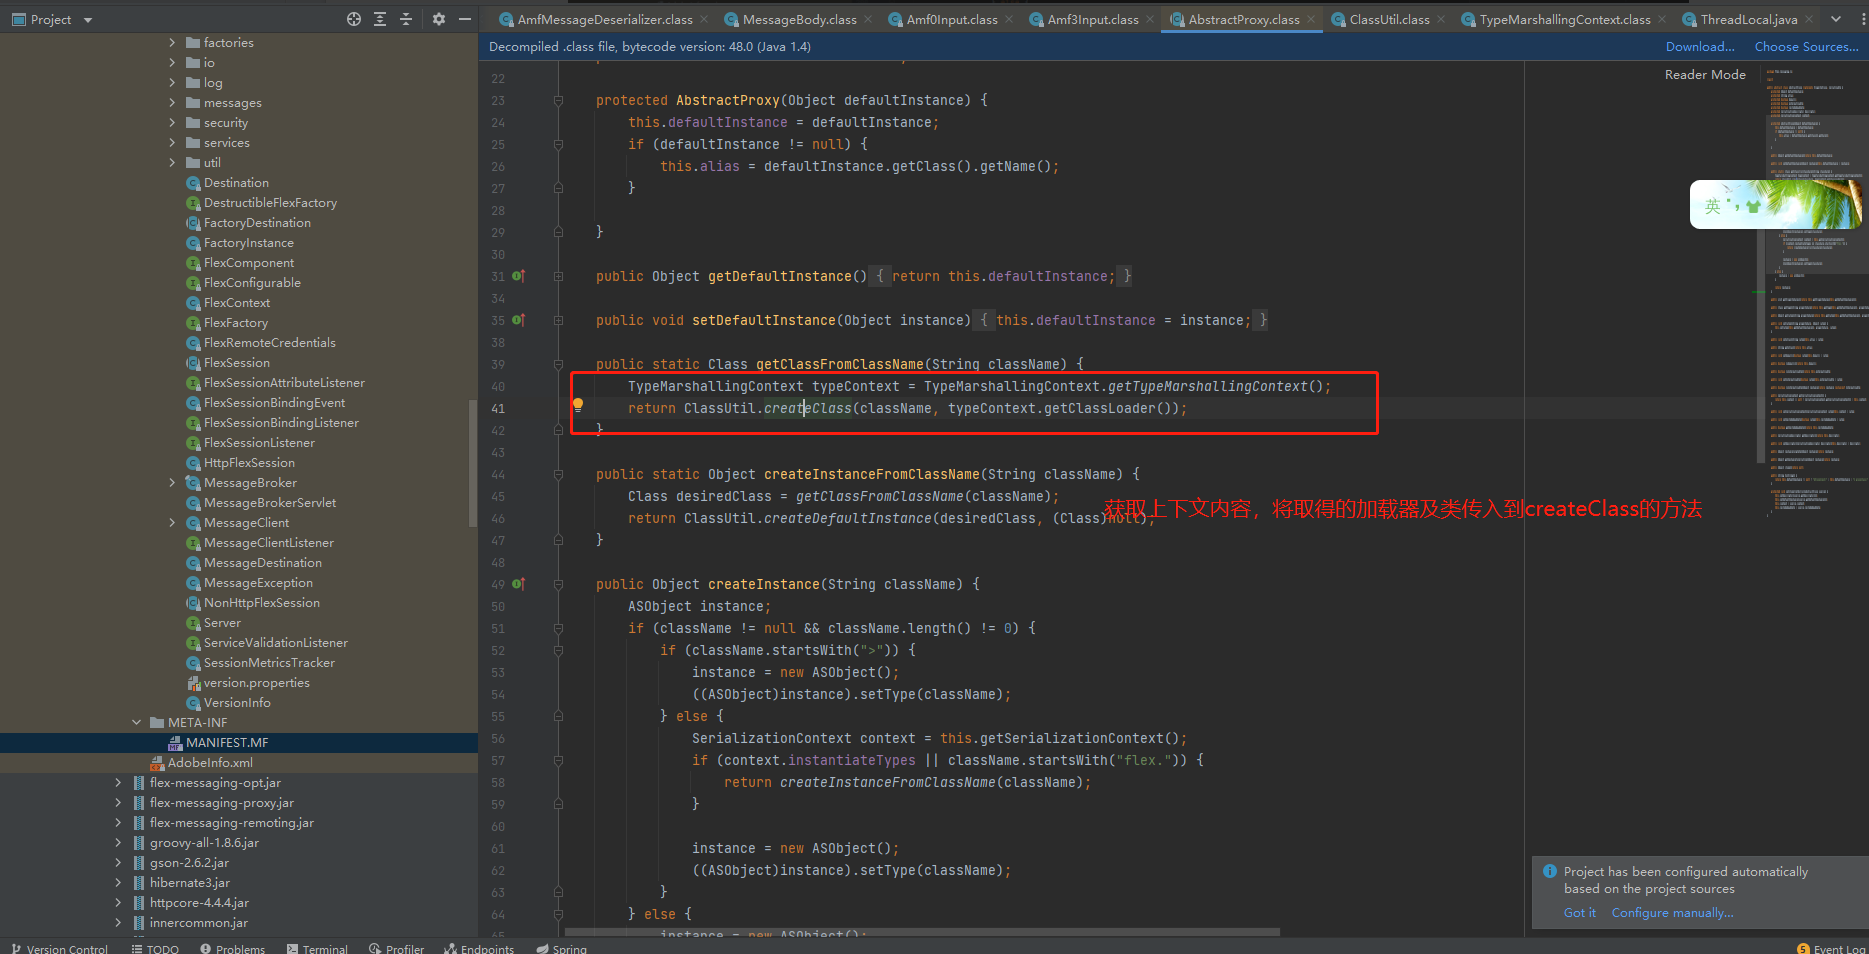 Project
AmfMessageDeserializer.class
MessageBody.class
Amf0Input.class
Amf3Input.class
AbstractProxy.class
ClassUtil.class
TypeMarshallingContext.class
ThreadLocal.java
Decompiled .class file, bytecode version: 48.0 (Java 1.4)
Download...
Choose Sources...
Reader Mode
factories
io
log
messages
security
services
util
Destination
DestructibleFlexFactory
FactoryDestination
FactoryInstance
FlexComponent
FlexConfigurable
FlexContext
FlexFactory
FlexRemoteCredentials
FlexSession
FlexSessionAttributeListener
FlexSessionBindingEvent
FlexSessionBindingListener
FlexSessionListener
HttpFlexSession
MessageBroker
MessageBrokerServlet
MessageClient
MessageClientListener
MessageDestination
MessageException
NonHttpFlexSession
Server
ServiceValidationListener
SessionMetricsTracker
version.properties
VersionInfo
META-INF
MANIFEST.MF
AdobeInfo.xml
flex-messaging-opt.jar
flex-messaging-proxy.jar
flex-messaging-remoting.jar
groovy-all-1.8.6.jar
gson-2.6.2.jar
hibernate3.jar
httpcore-4.4.4.jar
innercommon.jar
22
23 protected AbstractProxy(Object defaultInstance) {
24 this.defaultInstance = defaultInstance;
25 if (defaultInstance != null) {
26 this.alias = defaultInstance.getClass().getName();
27 }
28
29 }
30
31 public Object getDefaultInstance() { return this.defaultInstance; }
34
35 public void setDefaultInstance(Object instance) { this.defaultInstance = instance; }
38
39 public static Class getClassFromClassName(String className) {
40 TypeMarshallingContext typeContext = TypeMarshallingContext.getTypeMarshallingContext();
41 return ClassUtil.createClass(className, typeContext.getClassLoader());
42 }
43
44 public static Object createInstanceFromClassName(String className) {
45 Class desiredClass = getClassFromClassName(className);
46 return ClassUtil.createDefaultInstance(desiredClass, (Class)null);
获取上下文内容，将取得的加载器及类传入到createClass的方法
47 }
48
49 public Object createInstance(String className) {
50 ASObject instance;
51 if (className != null && className.length() != 0) {
52 if (className.startsWith(">")) {
53 instance = new ASObject();
54 ((ASObject)instance).setType(className);
55 } else {
56 SerializationContext context = this.getSerializationContext();
57 if (context.instantiateTypes || className.startsWith("flex.")) {
58 return createInstanceFromClassName(className);
59 }
60
61 instance = new ASObject();
62 ((ASObject)instance).setType(className);
63 }
64 } else {
65 instance = new ASObject();
英
Project has been configured automatically
based on the project sources
Got it
Configure manually...
Version Control
TODO
Problems
Terminal
Profiler
Endpoints
Spring
5 Event Log